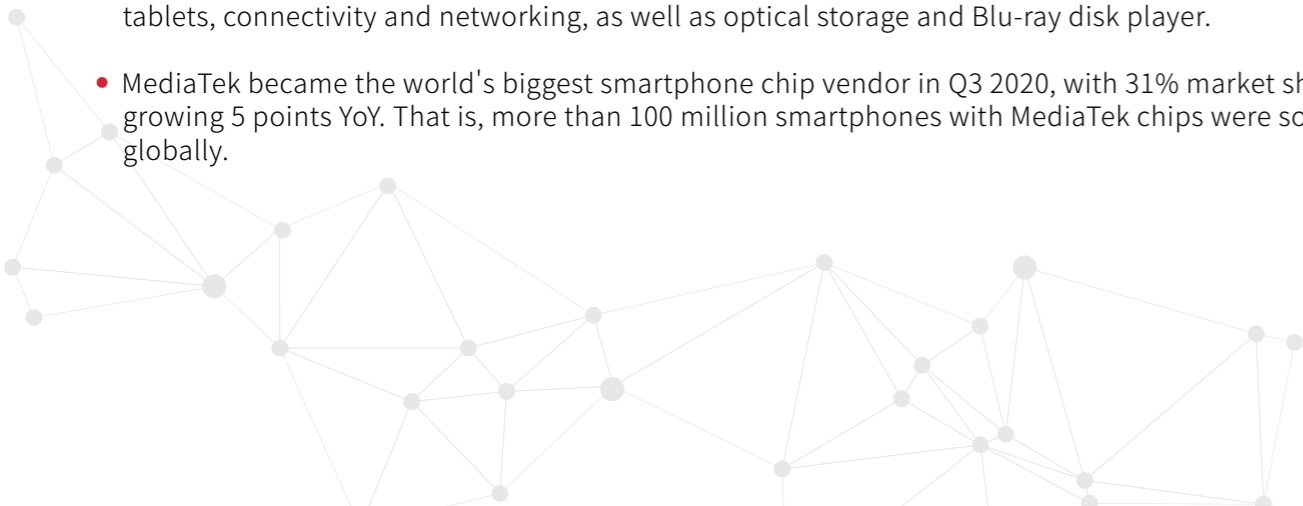 tablets, connectivity and networking, as well as optical storage and Blu-ray disk player.
MediaTek became the world's biggest smartphone chip vendor in Q3 2020, with 31% market
growing 5 points YoY. That is, more than 100 million smartphones with MediaTek chips were
globally.